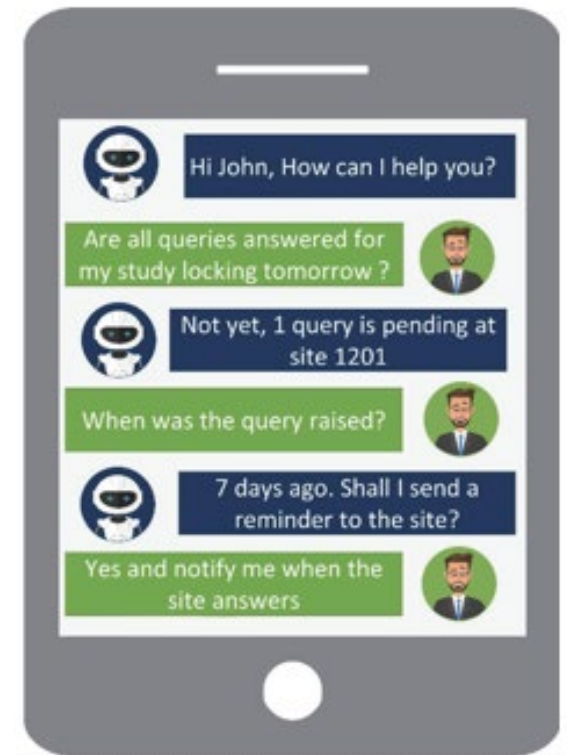 Hi John, How can I help you?
Are all queries answered for
my study locking tomorrow ?
Not yet, 1 query is pending at
site 1201
When was the query raised?
7 days ago. Shall I send a
reminder to the site?
Yes and notify me when the
site answers